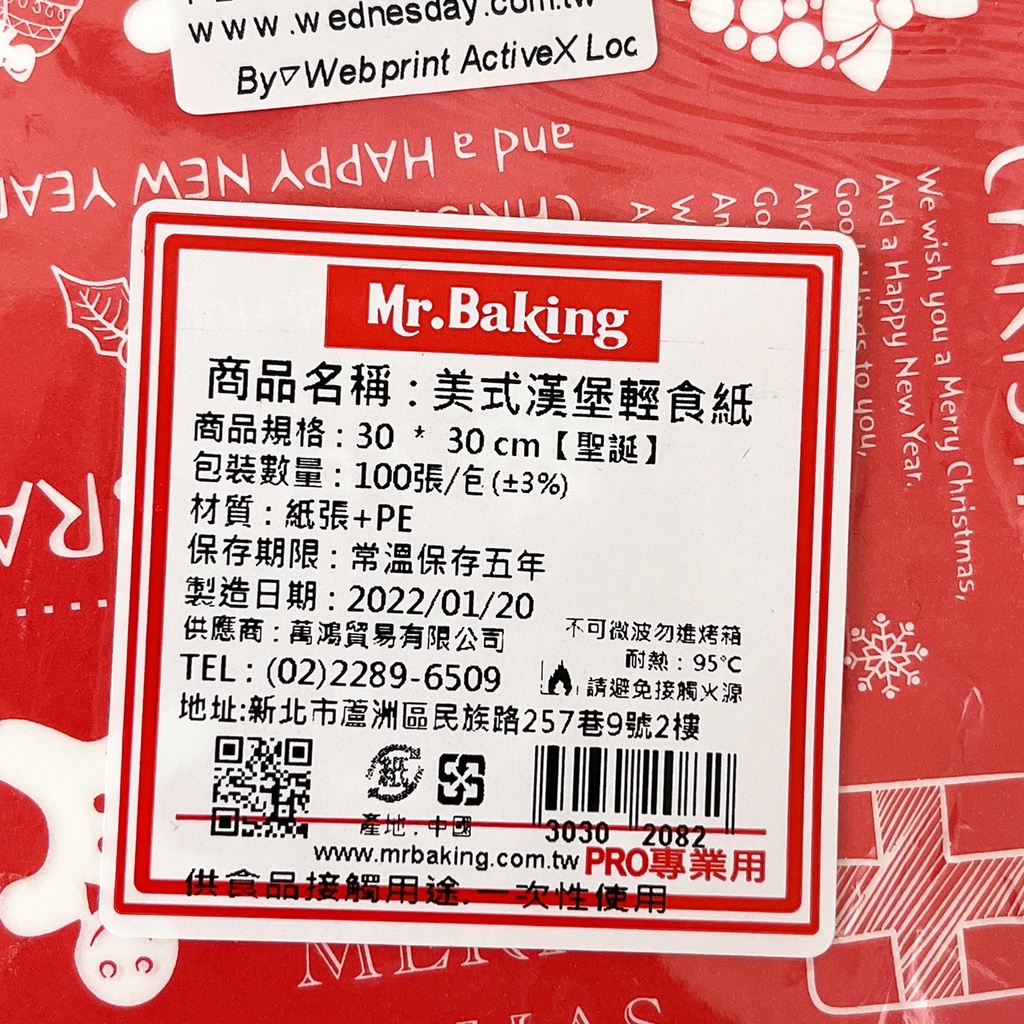 www.wednesday.com.tw
By▽Webprint ActiveX Loc
and a HAPPY NEW YEAR
We wish you a Merry Christmas,
And a Happy New Year.
to you,
Mr.Baking
商品名稱：美式漢堡輕食紙
商品規格：30 * 30 cm【聖誕】
包裝數量：100張/包(±3%)
材質：紙張+PE
保存期限：常溫保存五年
製造日期：2022/01/20
供應商：萬鴻貿易有限公司
不可微波勿進烤箱
耐熱：95°C
TEL：(02)2289-6509
請避免接觸火源
地址:新北市蘆洲區民族路257巷9號2樓
紙
產地：中國
3030 2082
www.mrbaking.com.tw PRO專業用
供食品接觸用途. 一次性使用